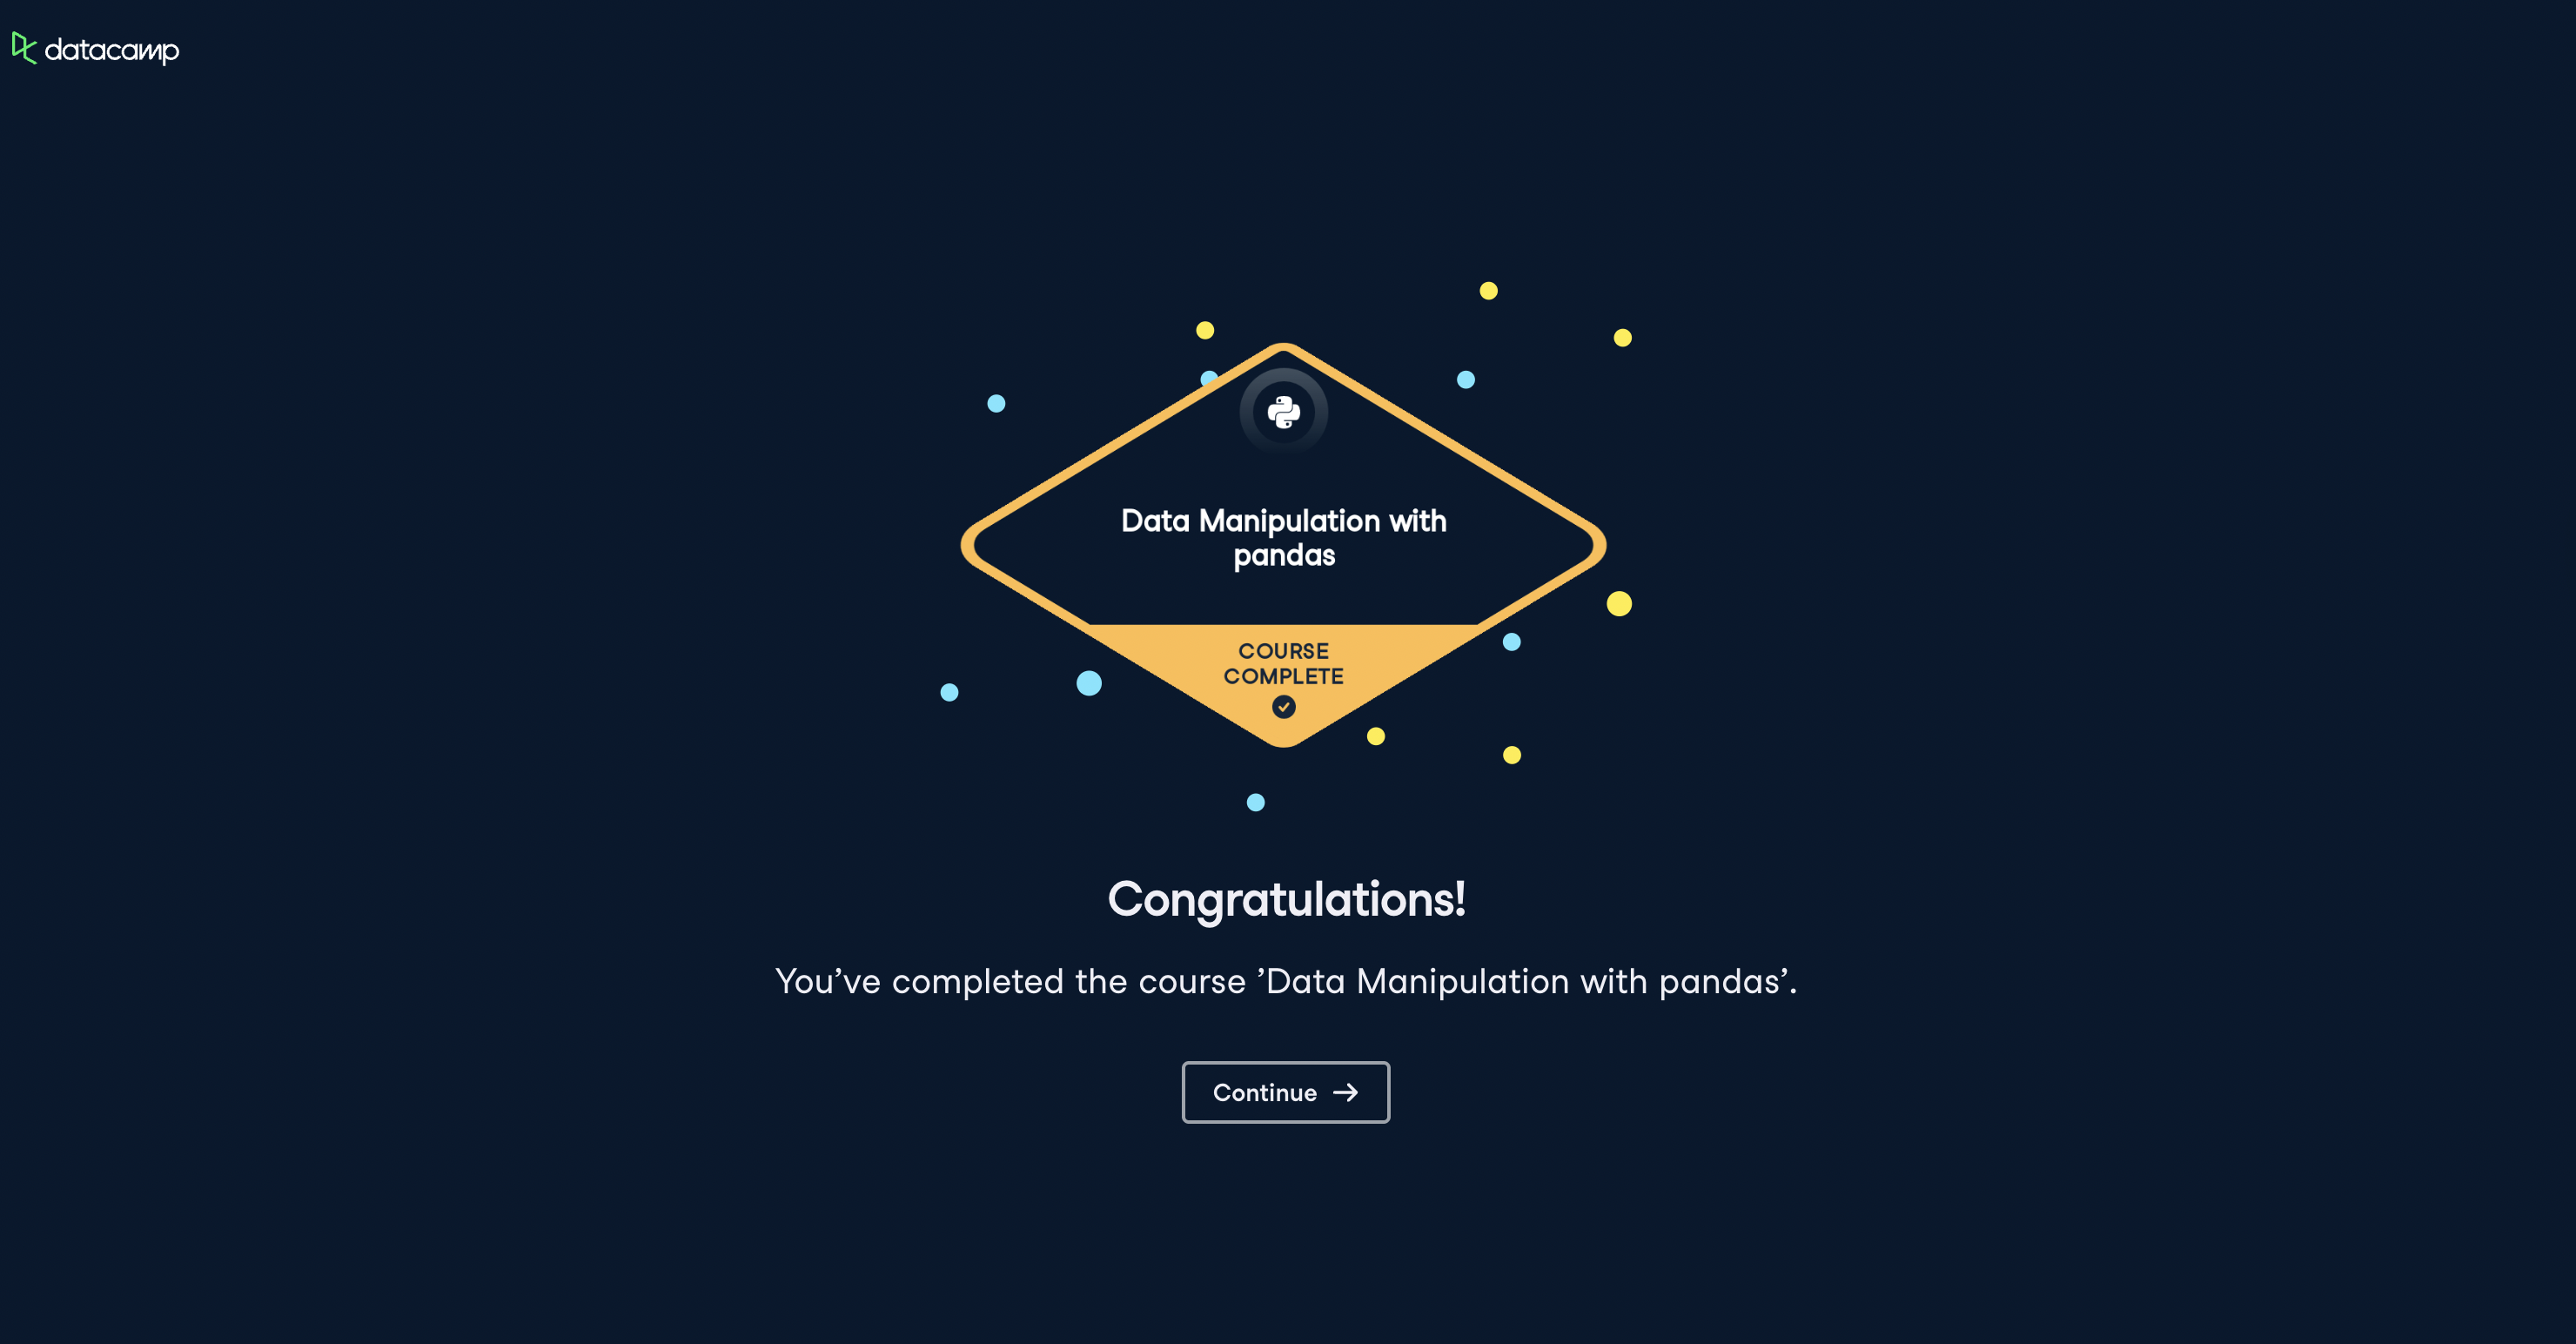 datacamp
Data Manipulation with
pandas
COURSE
COMPLETE
Congratulations!
You’ve completed the course ’Data Manipulation with pandas’.
Continue